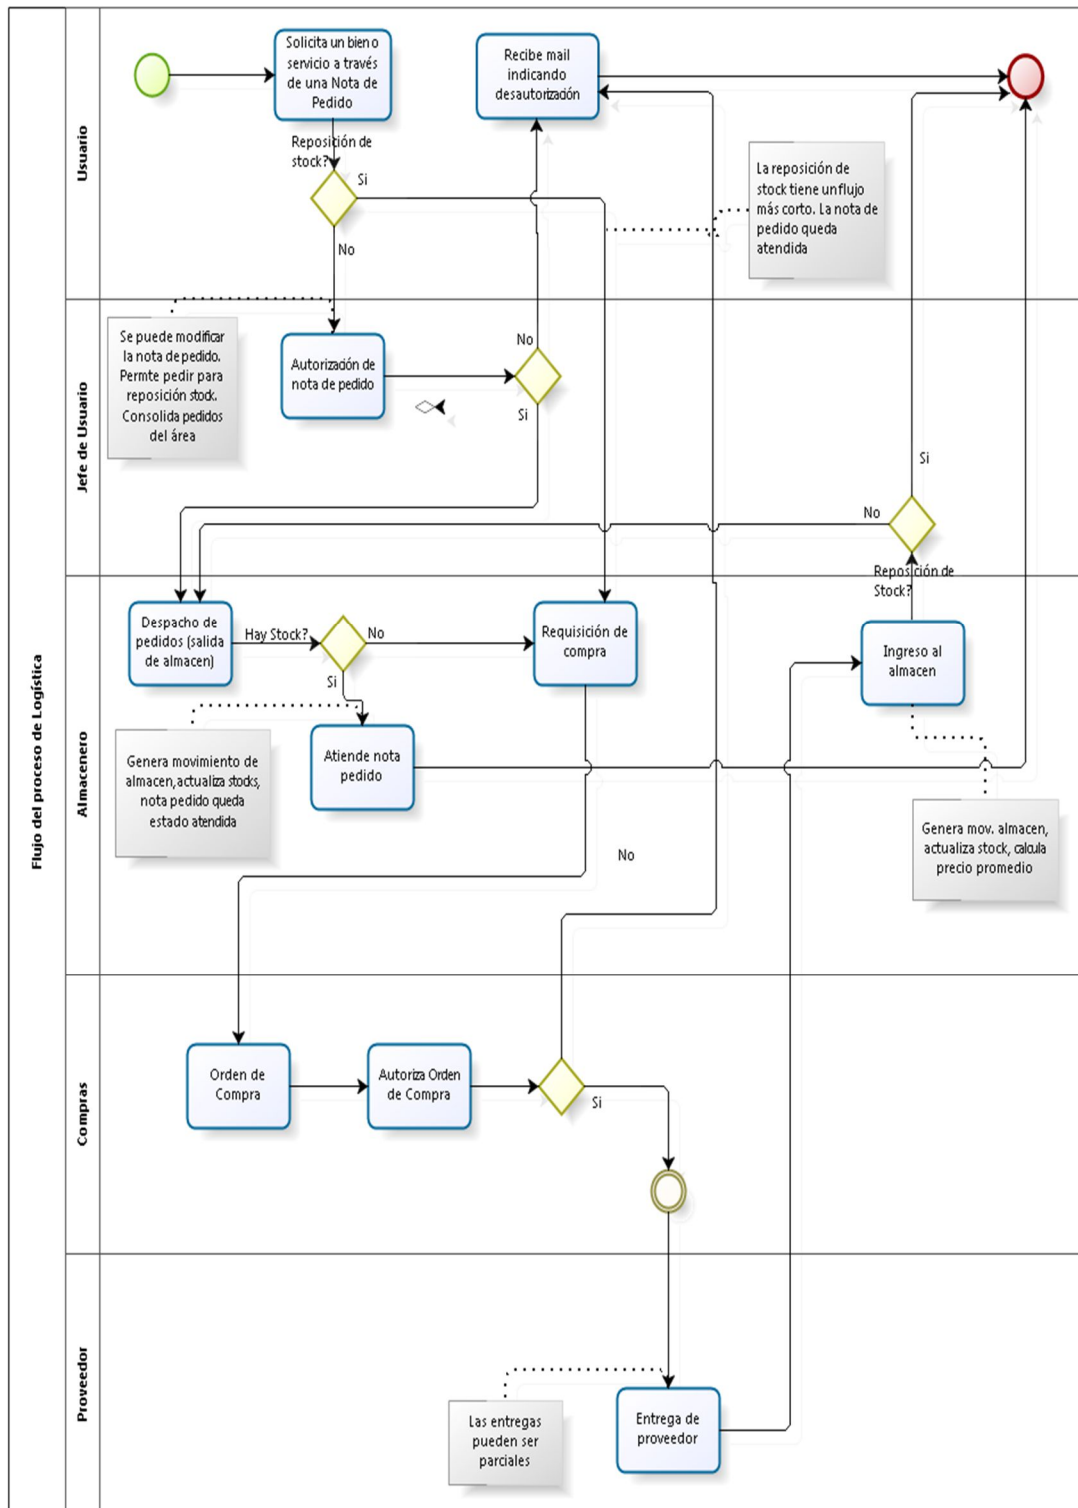 Flujo del proceso de Logística
Usuario
Solicita un bien o
servicio a través
de una Nota de
Pedido
Recibe mail
indicando
desautorización
Reposición de
stock?
Si
No
La reposición de
stock tiene un flujo
más corto. La nota de
pedido queda
atendida
Jefe de Usuario
Se puede modificar
la nota de pedido.
Permte pedir para
reposición stock.
Consolida pedidos
del área
Autorización de
nota de pedido
No
Si
Si
No
Reposición de
Stock?
Almacenero
Despacho de
pedidos (salida
de almacen)
Hay Stock?
No
Si
Requisición de
compra
Ingreso al
almacen
Genera movimiento de
almacen,actualiza stocks,
nota pedido queda
estado atendida
Atiende nota
pedido
Genera mov. almacen,
actualiza stock, calcula
precio promedio
No
Compras
Orden de
Compra
Autoriza Orden
de Compra
Si
Proveedor
Las entregas
pueden ser
parciales
Entrega de
proveedor